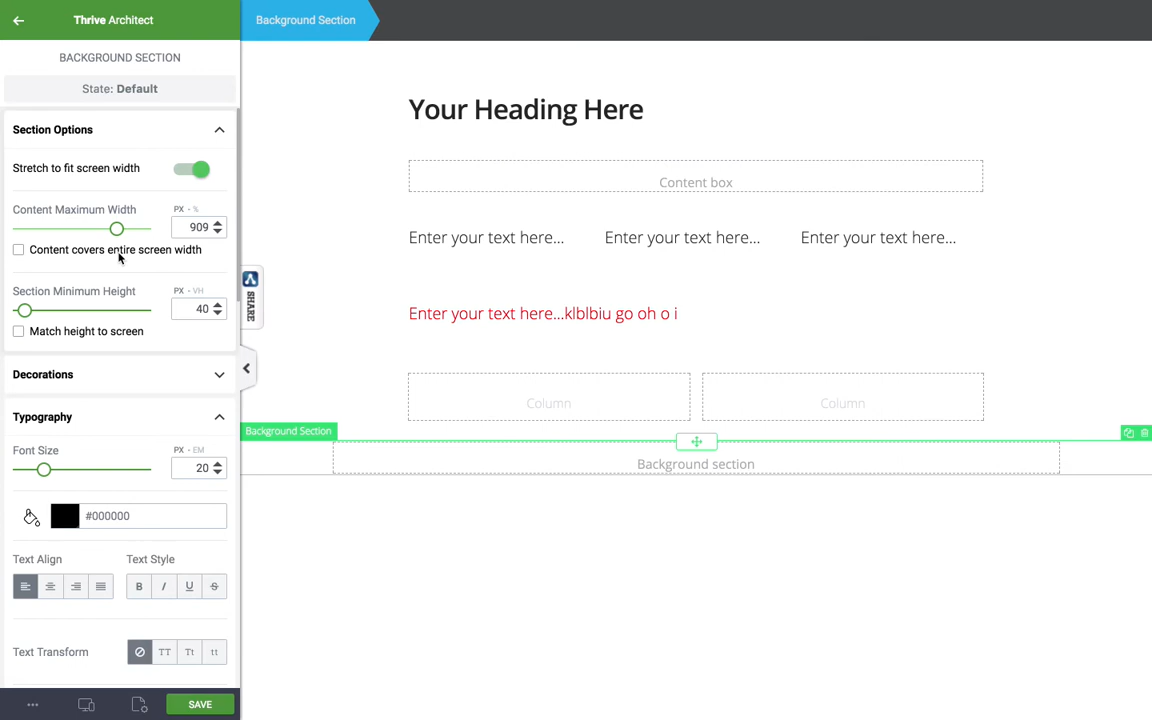 Thrive Architect
Background Section
BACKGROUND SECTION
State: Default
Section Options
Stretch to fit screen width
Content Maximum Width
PX - %
909
Content covers entire screen width
Section Minimum Height
PX - VH
40
Match height to screen
Decorations
Typography
Font Size
PX - EM
20
#000000
Text Align
Text Style
B I U S
Text Transform
TT Tt tt
SAVE
SHARE
Your Heading Here
Content box
Enter your text here... Enter your text here... Enter your text here...
Enter your text here...klblbiu go oh o i
Column Column
Background Section
Background section